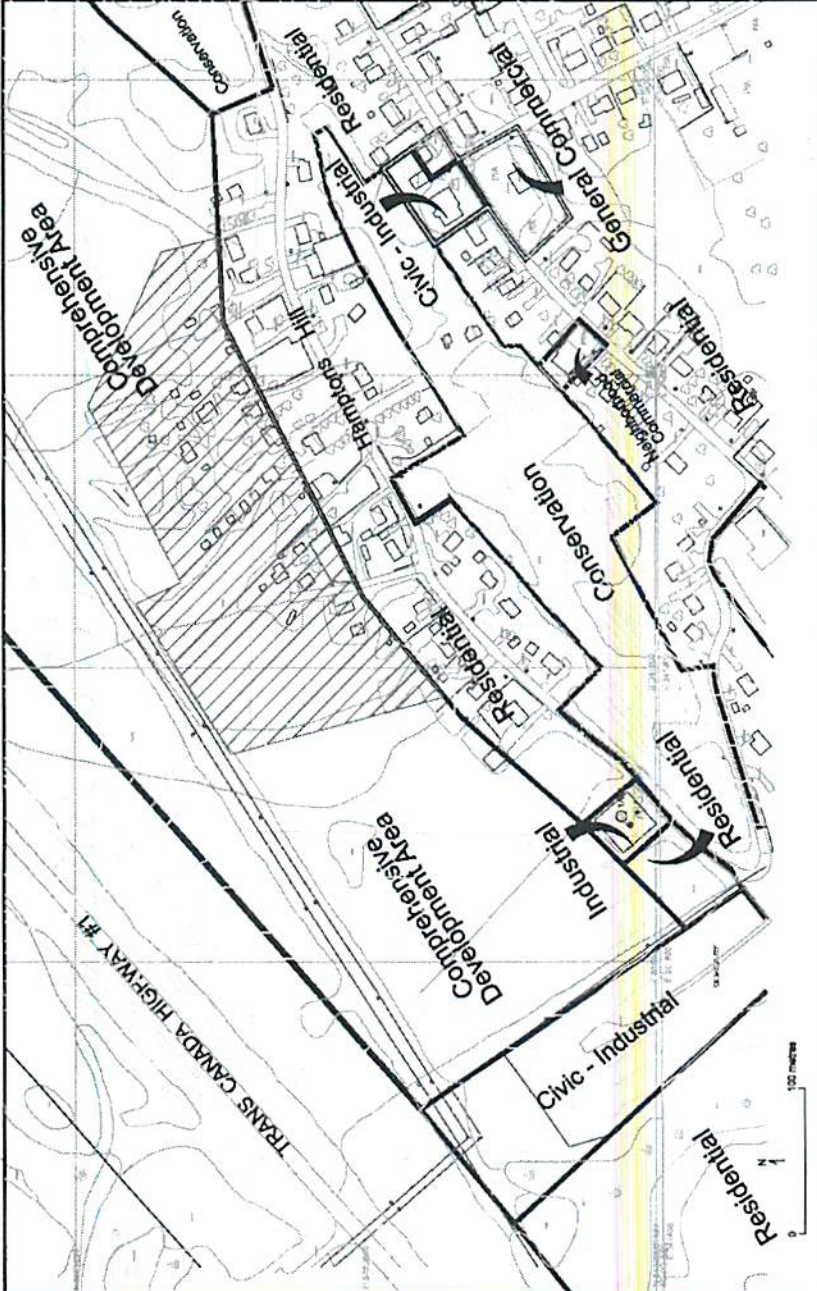 Conservation
Residential
General Commercial
Civic - Industrial
Comprehensive
Development Area
Hamptons Hill
Neighbourhood
Commercial
Residential
Conservation
Residential
Residential
Industrial
Comprehensive
Development Area
TRANS CANADA HIGHWAY #1
Civic - Industrial
Residential
N
0
100 metres